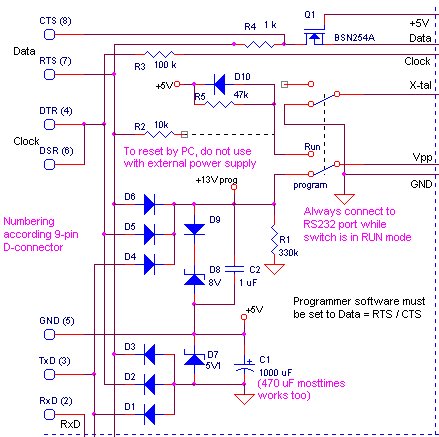 CTS (8)
R4 1 k
Q1
+5V
BSN254A
Data
Data
RTS (7)
R3 100 k
Clock
+5V
D10
X-tal
R5 47k
DTR (4)
R2 10k
Clock
To reset by PC, do not use
with external power supply
Run
DSR (6)
Vpp
program
GND
+13Vprog
D6
D9
Always connect to
RS232 port while
switch is in RUN mode
Numbering
according 9-pin
D-connector
D5
R1
330k
D4
D8
8V
C2
1 uF
Programmer software must
be set to Data = RTS / CTS
GND (5)
+5V
TxD (3)
D3
D7
5V1
C1
1000 uF
D2
(470 uF mosttimes
works too)
RxD (2)
D1
RxD